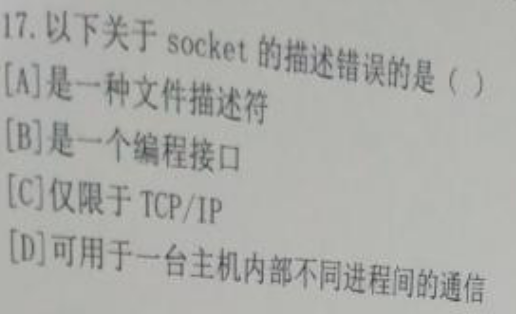 17. 以下关于 socket 的描述错误的是（ ）
[A]是一种文件描述符
[B]是一个编程接口
[C]仅限于 TCP/IP
[D]可用于一台主机内部不同进程间的通信